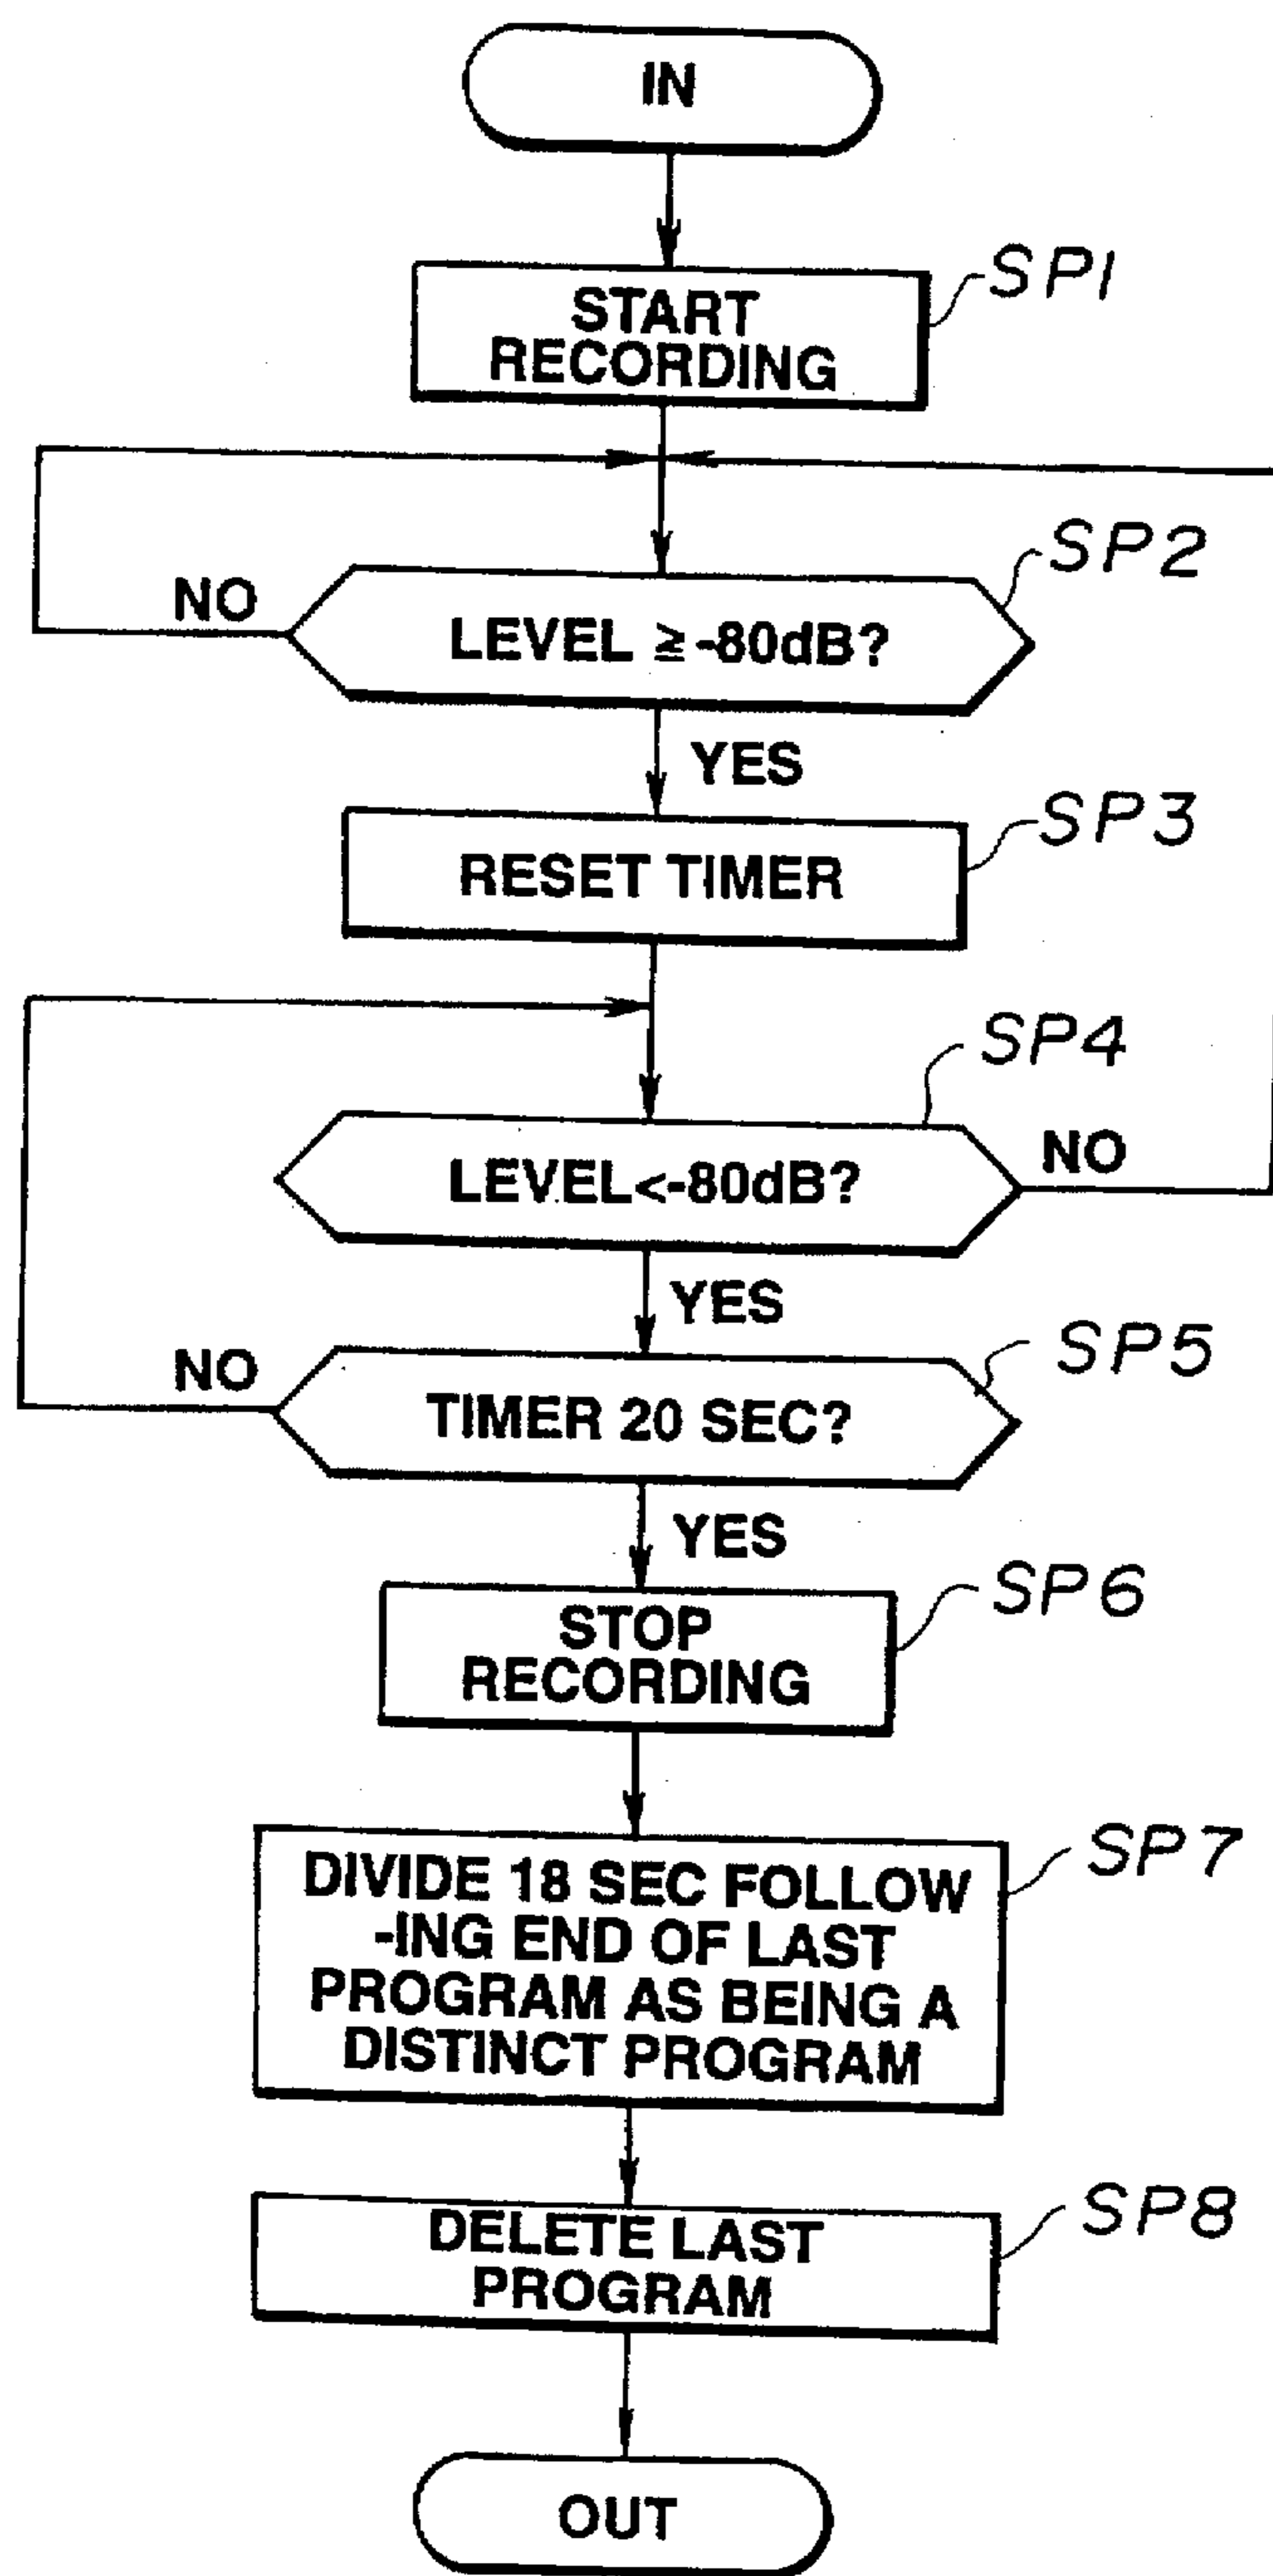 IN
START
RECORDING
SP1
SP2
NO
LEVEL ≧ -80dB?
YES
SP3
RESET TIMER
SP4
LEVEL<-80dB?
NO
YES
SP5
NO
TIMER 20 SEC?
YES
SP6
STOP
RECORDING
SP7
DIVIDE 18 SEC FOLLOW
-ING END OF LAST
PROGRAM AS BEING A
DISTINCT PROGRAM
SP8
DELETE LAST
PROGRAM
OUT